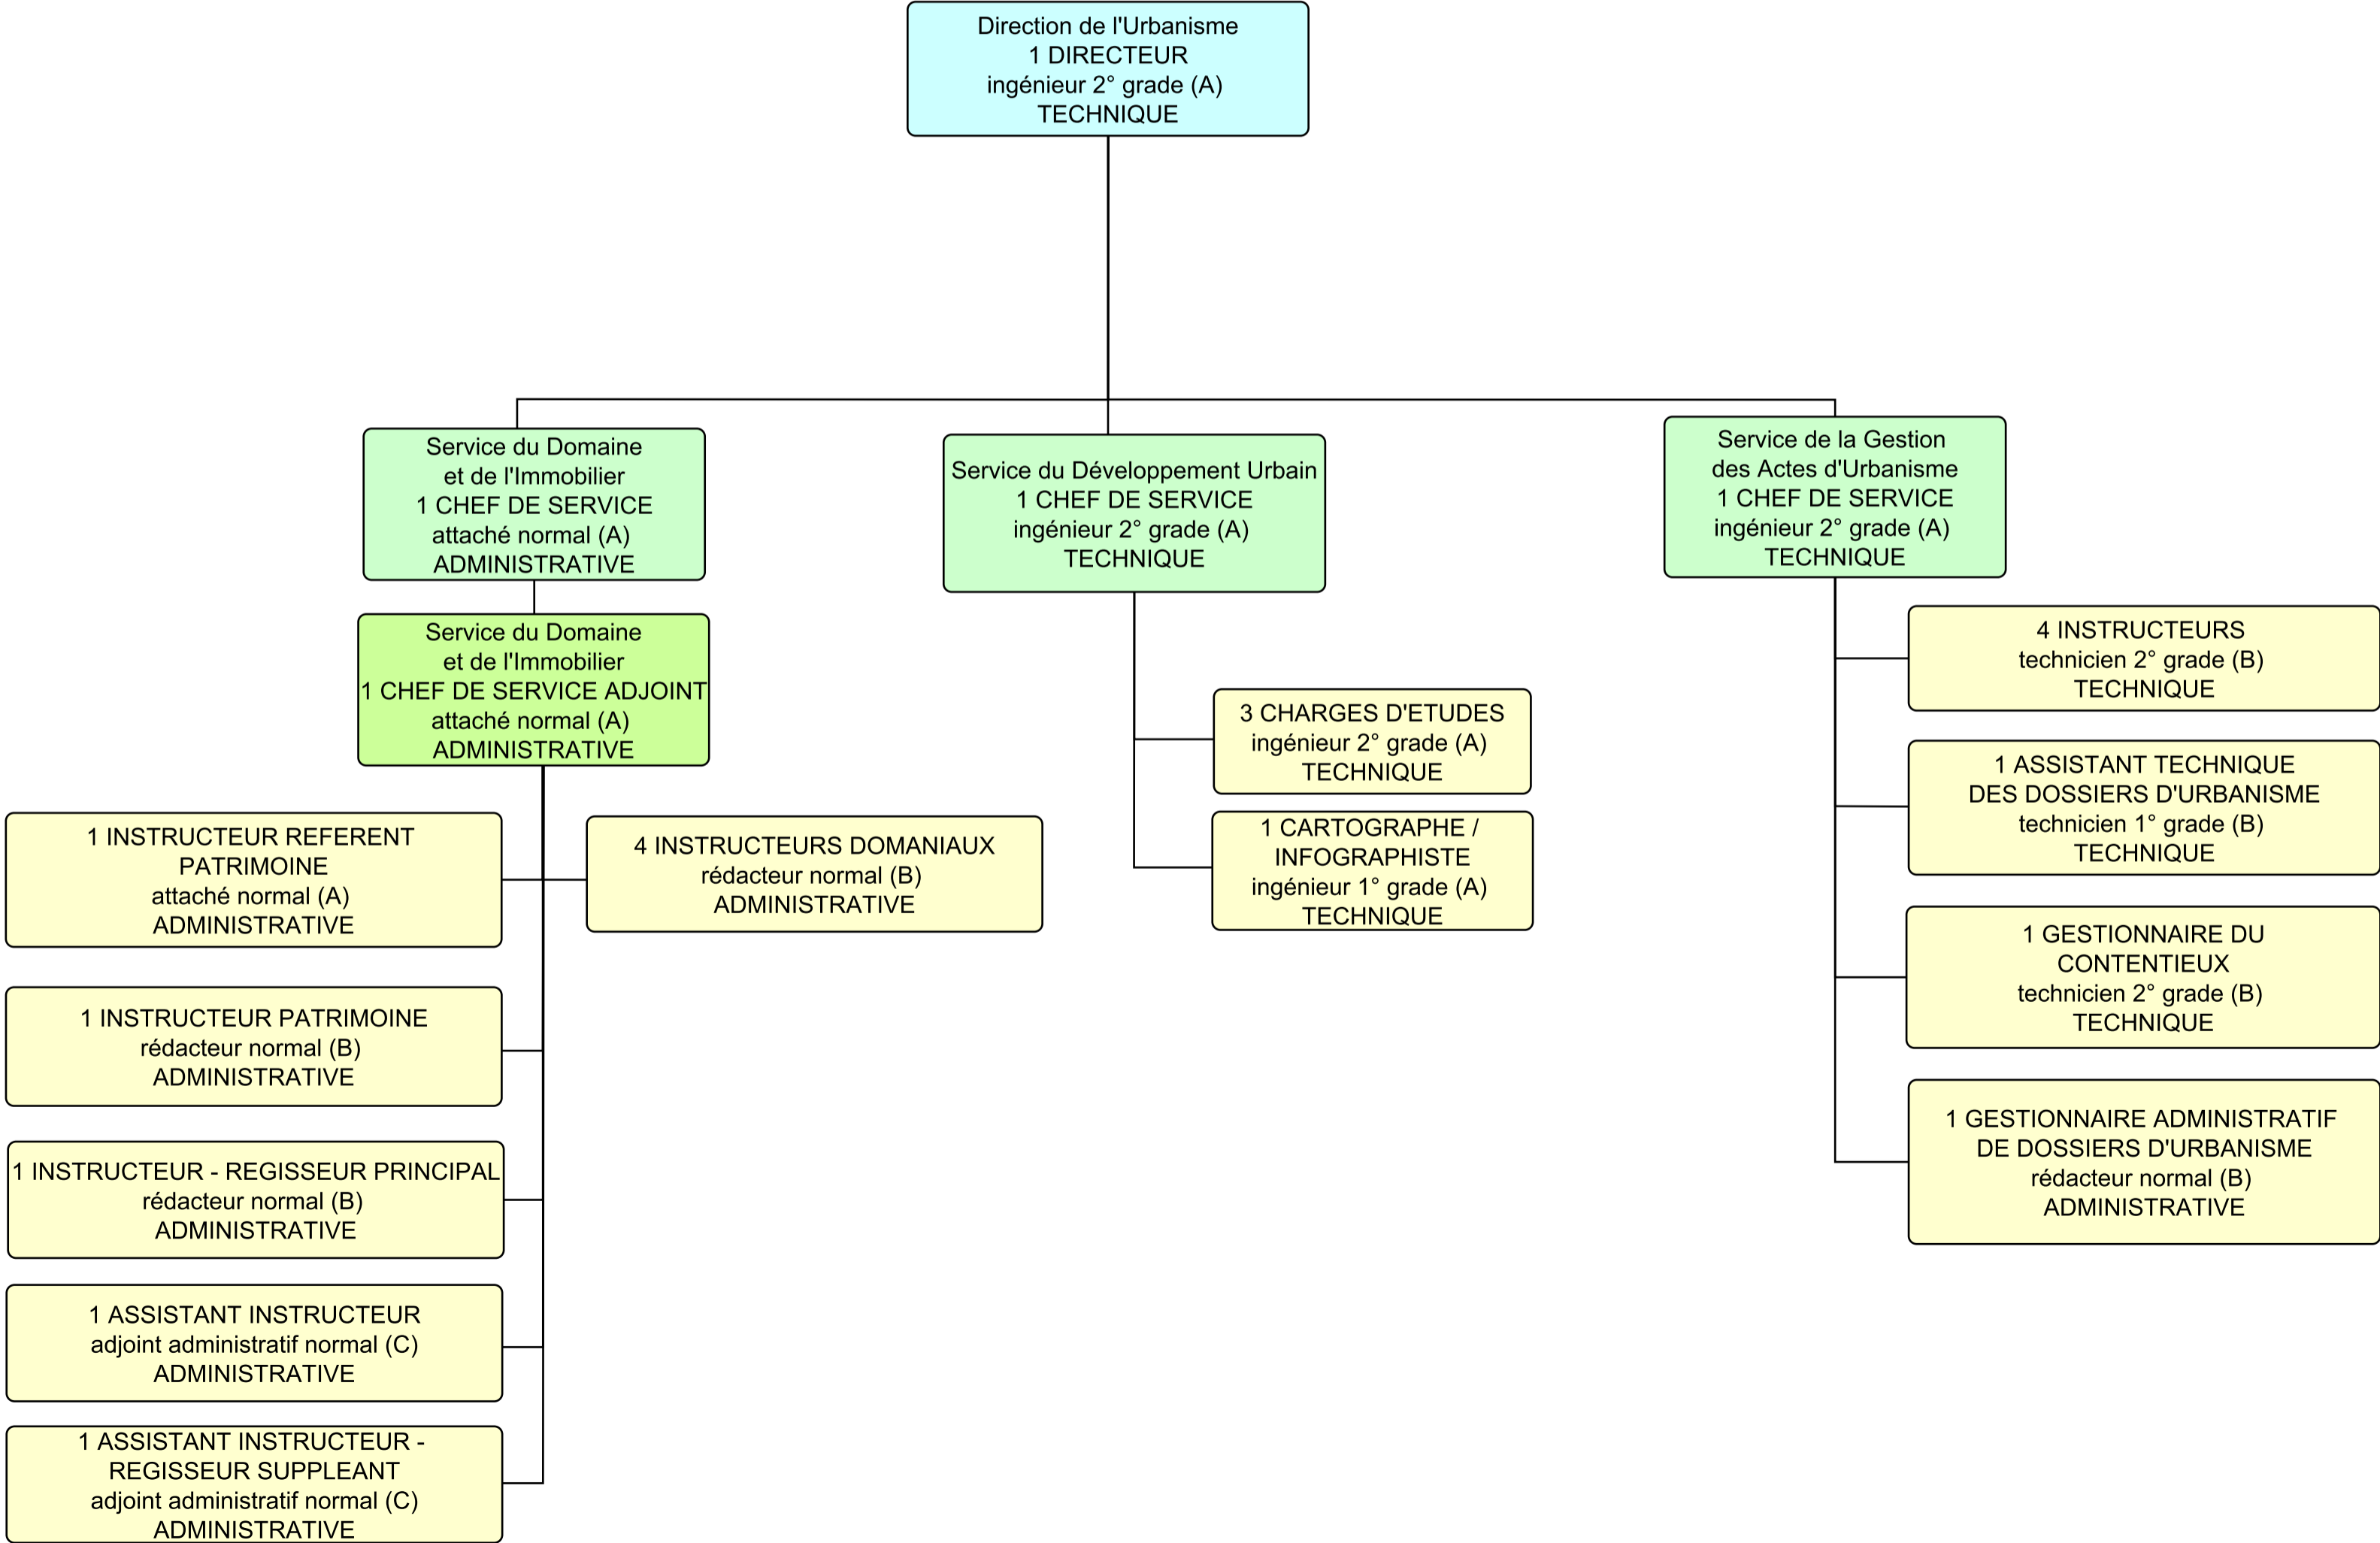 Direction de l'Urbanisme
1 DIRECTEUR
ingénieur 2° grade (A)
TECHNIQUE
Service du Domaine
et de l'Immobilier
1 CHEF DE SERVICE
attaché normal (A)
ADMINISTRATIVE
Service du Domaine
et de l'Immobilier
1 CHEF DE SERVICE ADJOINT
attaché normal (A)
ADMINISTRATIVE
1 INSTRUCTEUR REFERENT
PATRIMOINE
attaché normal (A)
ADMINISTRATIVE
4 INSTRUCTEURS DOMANIAUX
rédacteur normal (B)
ADMINISTRATIVE
1 INSTRUCTEUR PATRIMOINE
rédacteur normal (B)
ADMINISTRATIVE
1 INSTRUCTEUR - REGISSEUR PRINCIPAL
rédacteur normal (B)
ADMINISTRATIVE
1 ASSISTANT INSTRUCTEUR
adjoint administratif normal (C)
ADMINISTRATIVE
1 ASSISTANT INSTRUCTEUR -
REGISSEUR SUPPLEANT
adjoint administratif normal (C)
ADMINISTRATIVE
Service du Développement Urbain
1 CHEF DE SERVICE
ingénieur 2° grade (A)
TECHNIQUE
3 CHARGES D'ETUDES
ingénieur 2° grade (A)
TECHNIQUE
1 CARTOGRAPHE /
INFOGRAPHISTE
ingénieur 1° grade (A)
TECHNIQUE
Service de la Gestion
des Actes d'Urbanisme
1 CHEF DE SERVICE
ingénieur 2° grade (A)
TECHNIQUE
4 INSTRUCTEURS
technicien 2° grade (B)
TECHNIQUE
1 ASSISTANT TECHNIQUE
DES DOSSIERS D'URBANISME
technicien 1° grade (B)
TECHNIQUE
1 GESTIONNAIRE DU
CONTENTIEUX
technicien 2° grade (B)
TECHNIQUE
1 GESTIONNAIRE ADMINISTRATIF
DE DOSSIERS D'URBANISME
rédacteur normal (B)
ADMINISTRATIVE